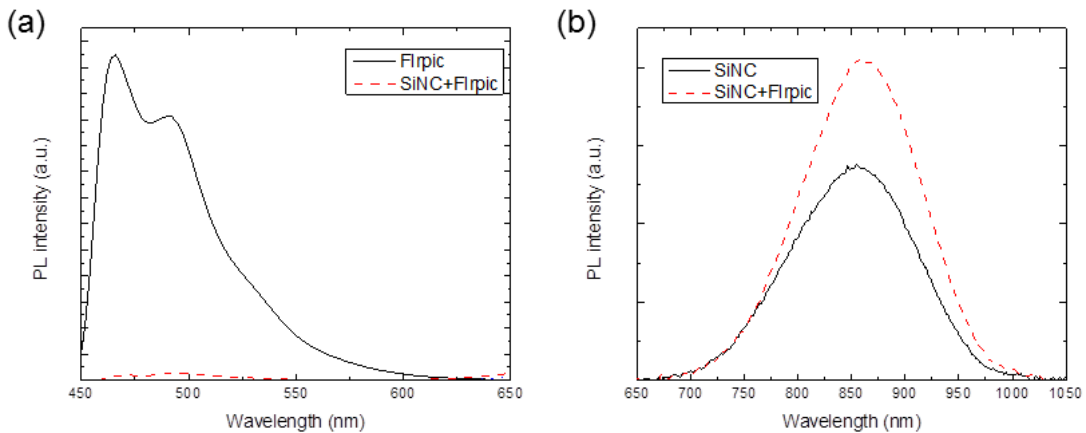 (a)
PL intensity (a.u.)
FIrpic
SiNC+FIrpic
450 500 550 600 650
Wavelength (nm)
(b)
PL intensity (a.u.)
SiNC
SiNC+FIrpic
650 700 750 800 850 900 950 1000 1050
Wavelength (nm)